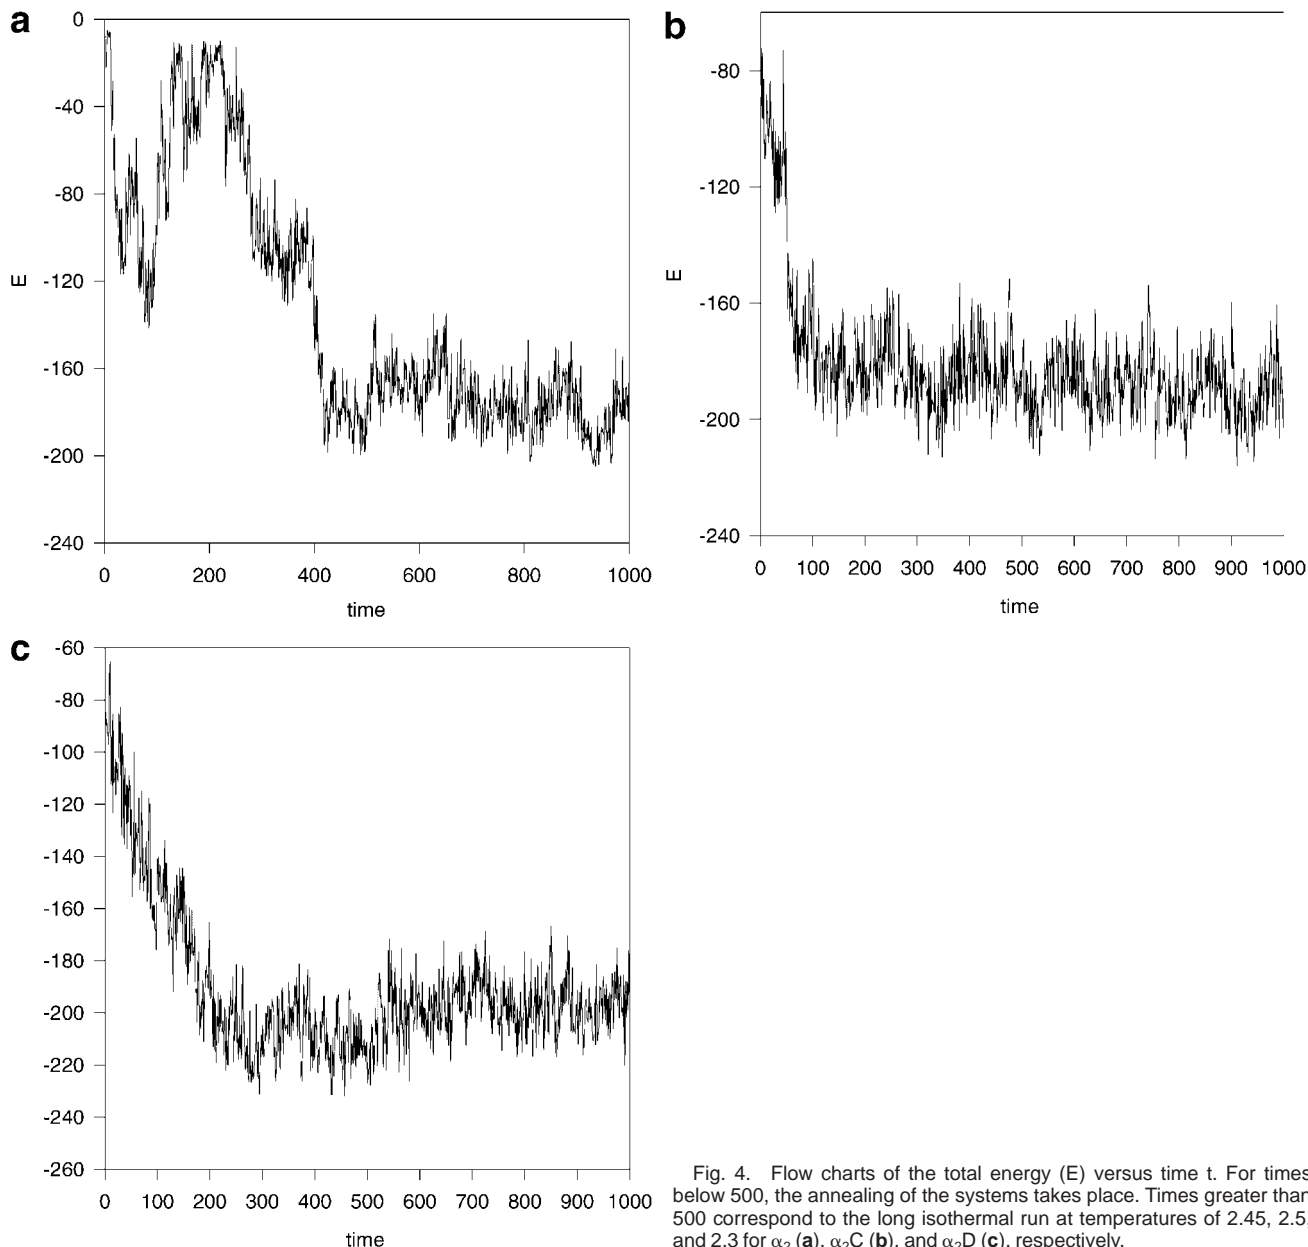 a
0
-40
-80
-120
-160
-200
-240
E
0 200 400 600 800 1000
time
b
-80
-120
-160
-200
-240
E
0 100 200 300 400 500 600 700 800 900 1000
time
c
-60
-80
-100
-120
-140
-160
-180
-200
-220
-240
-260
E
0 100 200 300 400 500 600 700 800 900 1000
time
Fig. 4. Flow charts of the total energy (E) versus time t. For times
below 500, the annealing of the systems takes place. Times greater than
500 correspond to the long isothermal run at temperatures of 2.45, 2.5,
and 2.3 for α₂ (a), α₂C (b), and α₂D (c), respectively.